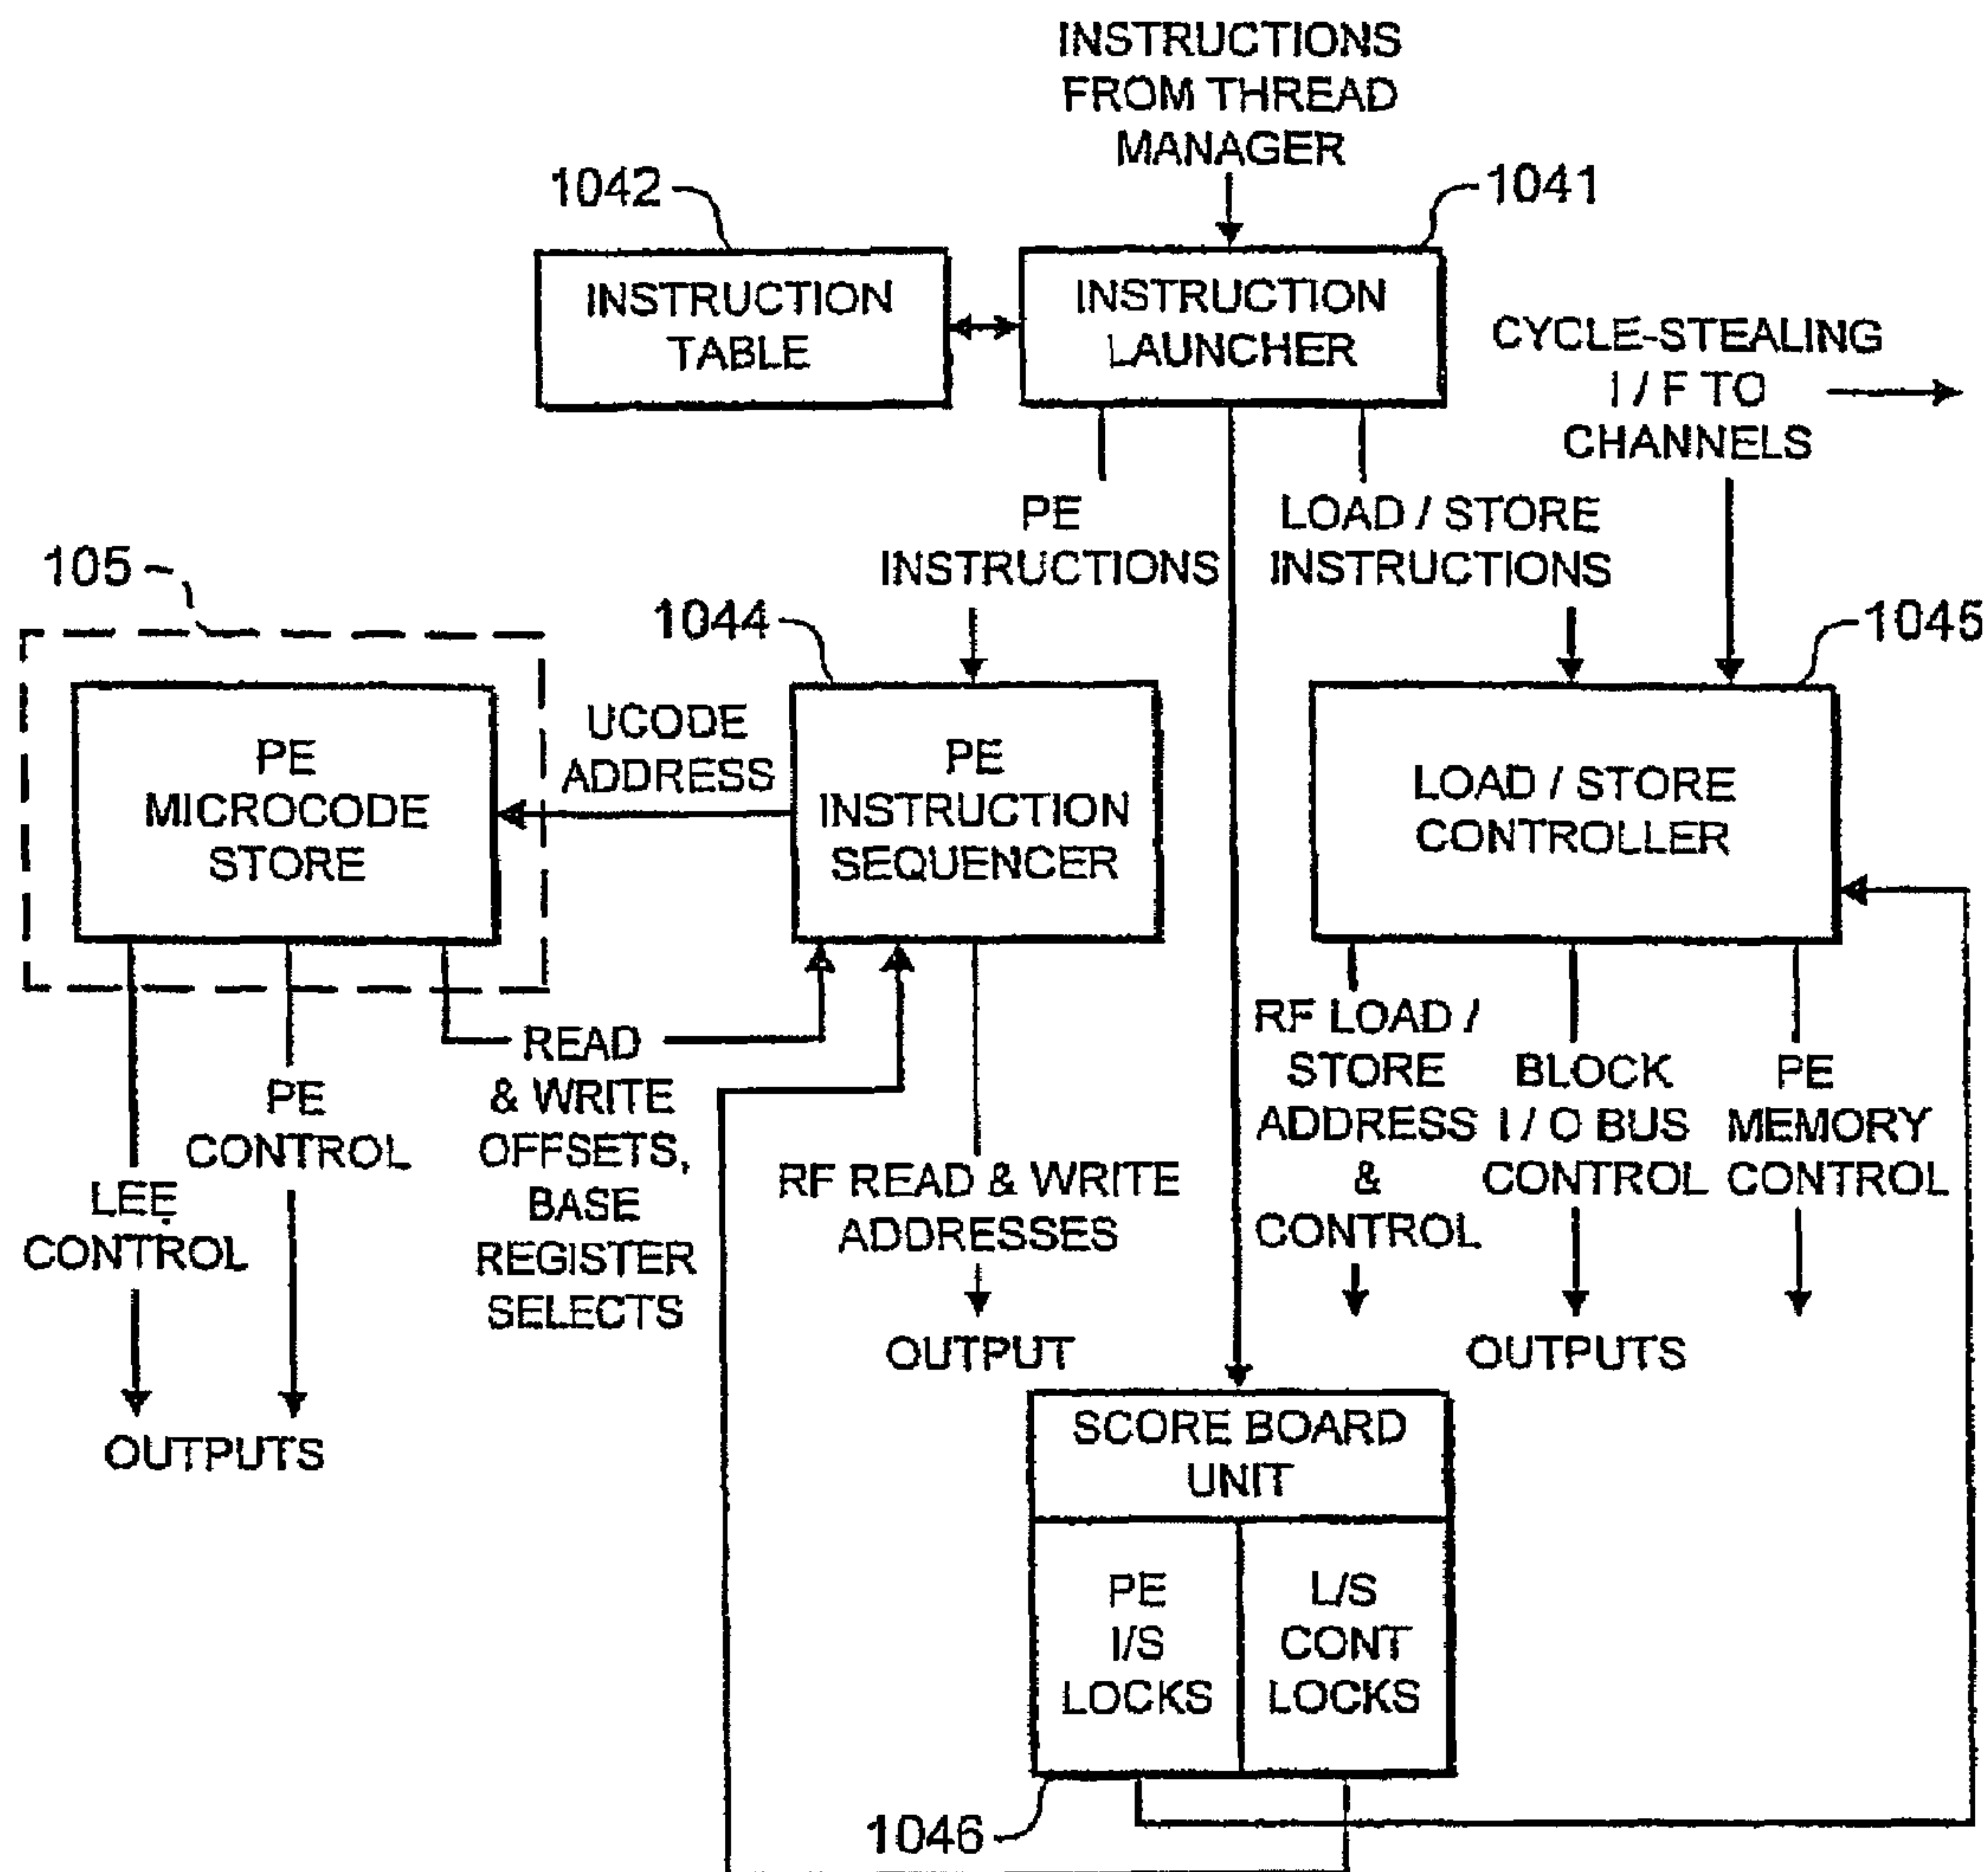 INSTRUCTIONS
FROM THREAD
MANAGER
1042
1041
INSTRUCTION
TABLE
INSTRUCTION
LAUNCHER
CYCLE-STEALING
I / F TO
CHANNELS
PE
INSTRUCTIONS
LOAD / STORE
INSTRUCTIONS
105
1044
1045
PE
MICROCODE
STORE
UCODE
ADDRESS
PE
INSTRUCTION
SEQUENCER
LOAD / STORE
CONTROLLER
LEE
CONTROL
PE
CONTROL
READ
& WRITE
OFFSETS,
BASE
REGISTER
SELECTS
RF READ & WRITE
ADDRESSES
RF LOAD /
STORE
ADDRESS
&
CONTROL
BLOCK
I / O BUS
CONTROL
PE
MEMORY
CONTROL
OUTPUTS
OUTPUT
OUTPUTS
SCORE BOARD
UNIT
PE
I/S
LOCKS
L/S
CONT
LOCKS
1046